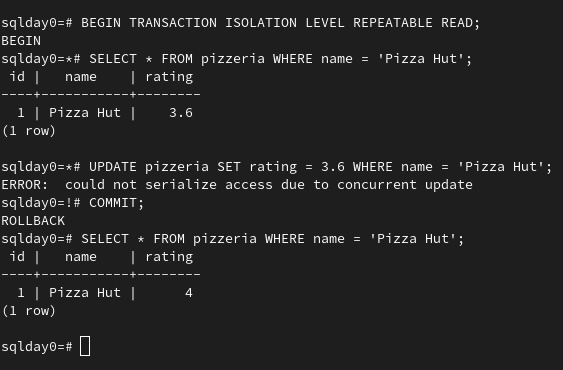 sqlday0=# BEGIN TRANSACTION ISOLATION LEVEL REPEATABLE READ;
BEGIN
sqlday0=*# SELECT * FROM pizzeria WHERE name = 'Pizza Hut';
 id |   name    | rating
----+-----------+--------
  1 | Pizza Hut |    3.6
(1 row)

sqlday0=*# UPDATE pizzeria SET rating = 3.6 WHERE name = 'Pizza Hut';
ERROR:  could not serialize access due to concurrent update
sqlday0=!# COMMIT;
ROLLBACK
sqlday0=# SELECT * FROM pizzeria WHERE name = 'Pizza Hut';
 id |   name    | rating
----+-----------+--------
  1 | Pizza Hut |      4
(1 row)

sqlday0=#